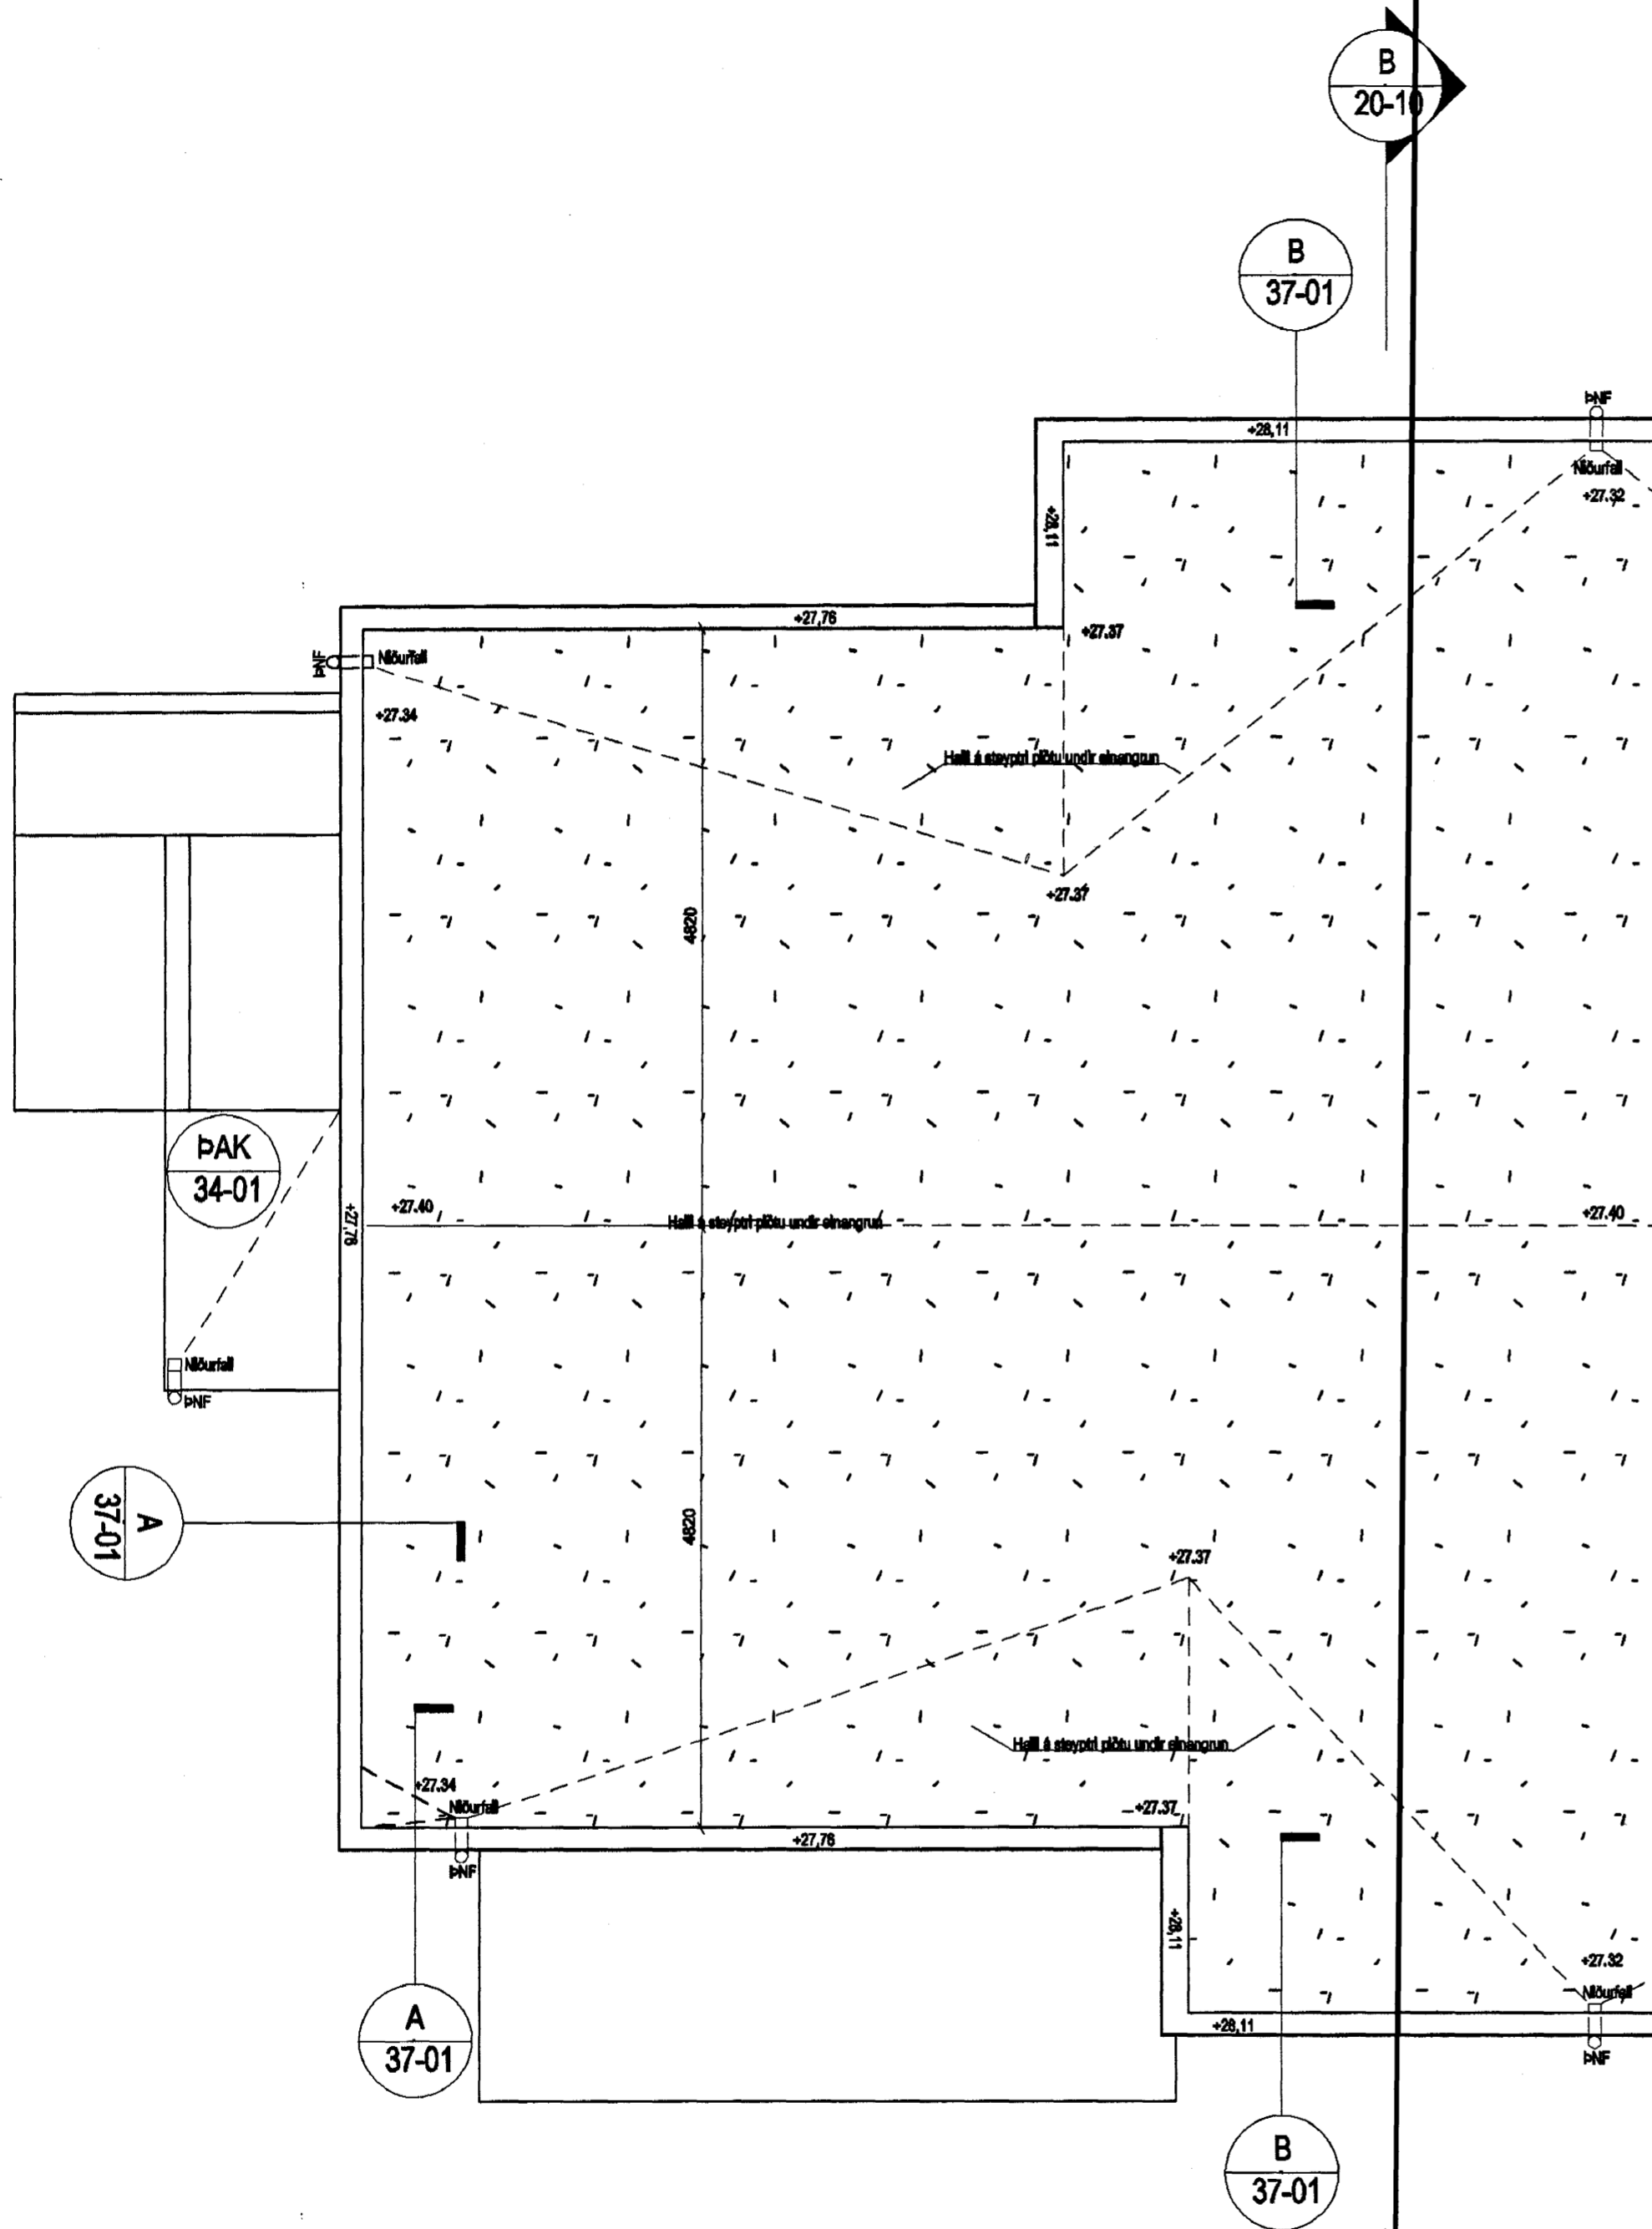 B
20-10
B
37-01
ÞNF
+28,11
Niðurfall
+27.32
+28,11
+27,76
+27.37
ÞNF
Niðurfall
+27.34
Halli á steyptri plötu undir einangrun
+27.37
4820
ÞAK
34-01
+27,76
+27.40
Halli á steyptri plötu undir einangrun
+27.40
Niðurfall
ÞNF
A
37-01
4820
+27.37
Halli á steyptri plötu undir einangrun
+27.34
Niðurfall
+27.37
+27,76
ÞNF
+28,11
+27.32
Niðurfall
+28,11
ÞNF
A
37-01
B
37-01